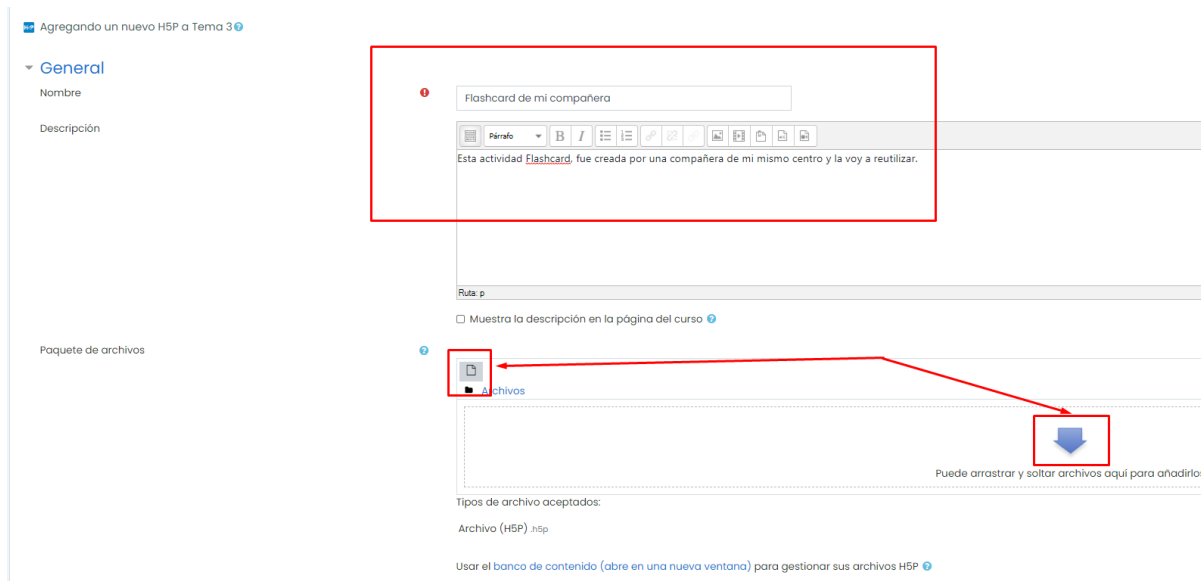 H5P Agregando un nuevo H5P a Tema 3
General
Nombre
Flashcard de mi compañera
Descripción
Párrafo
B I
Esta actividad Flashcard, fue creada por una compañera de mi mismo centro y la voy a reutilizar.
Ruta: p
Muestra la descripción en la página del curso
Paquete de archivos
Archivos
Puede arrastrar y soltar archivos aquí para añadirlos
Tipos de archivo aceptados:
Archivo (H5P) .h5p
Usar el banco de contenido (abre en una nueva ventana) para gestionar sus archivos H5P